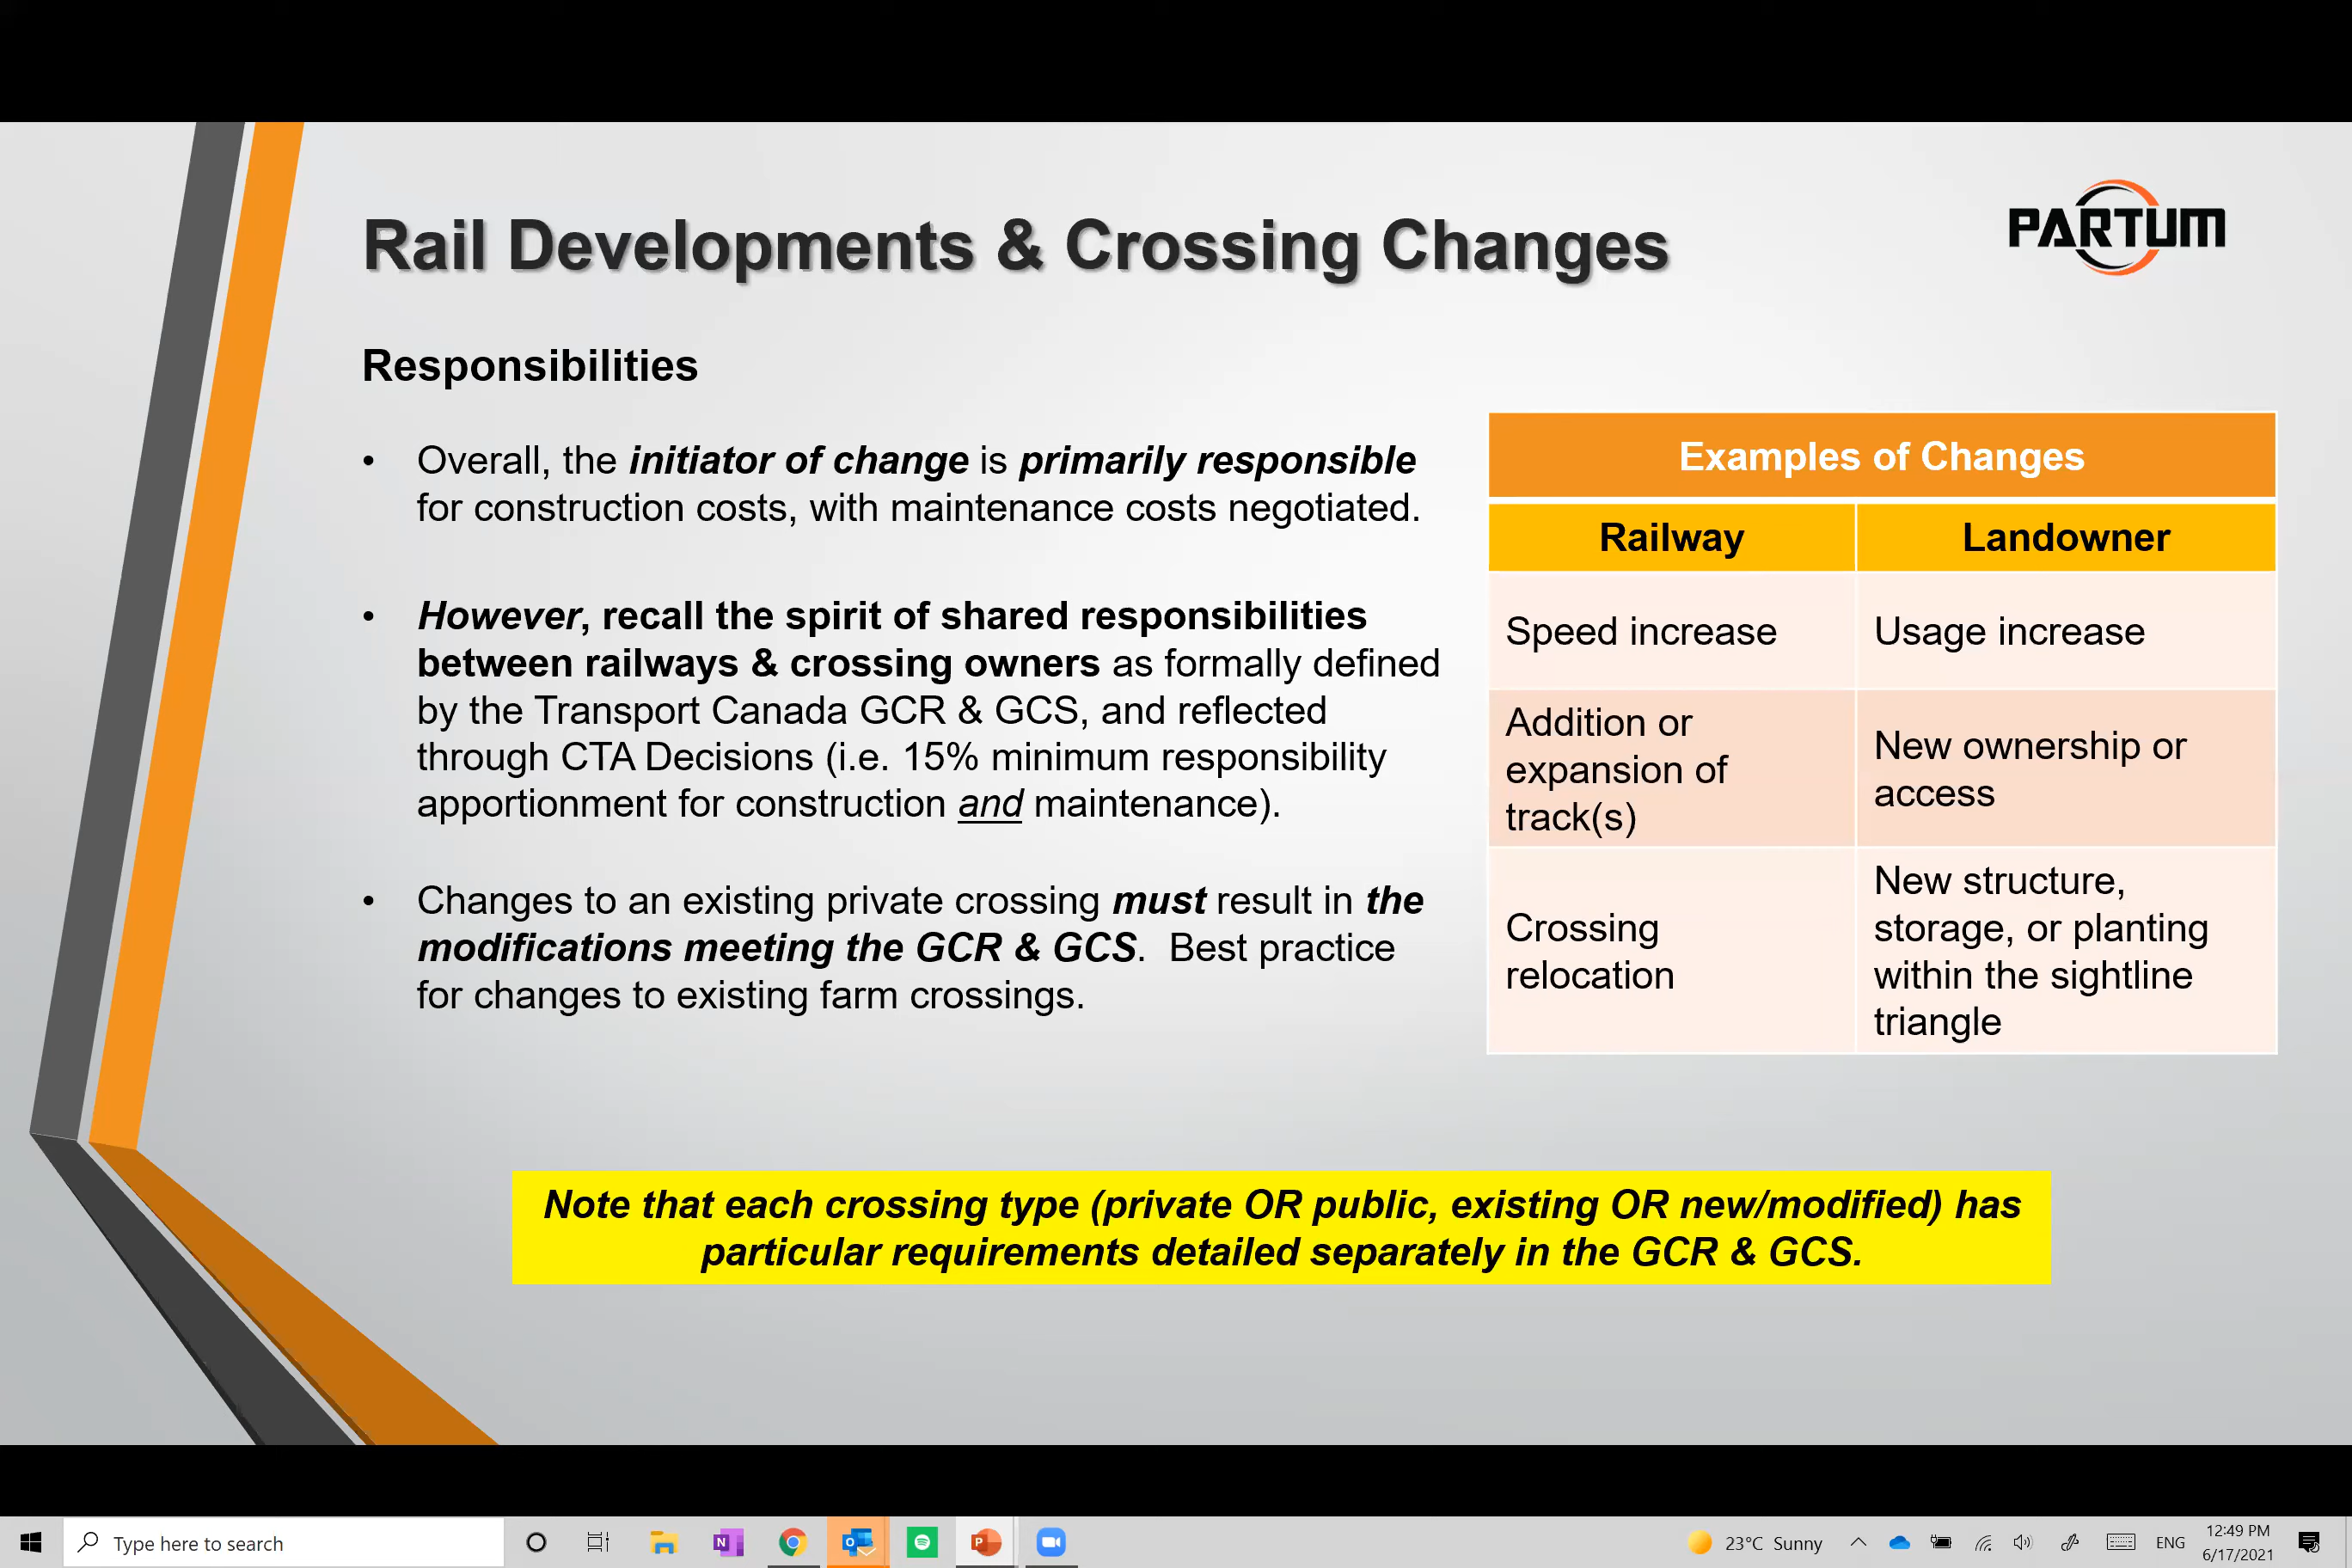 Rail Developments & Crossing Changes
PARTUM
Responsibilities
• Overall, the initiator of change is primarily responsible
for construction costs, with maintenance costs negotiated.
• However, recall the spirit of shared responsibilities
between railways & crossing owners as formally defined
by the Transport Canada GCR & GCS, and reflected
through CTA Decisions (i.e. 15% minimum responsibility
apportionment for construction and maintenance).
• Changes to an existing private crossing must result in the
modifications meeting the GCR & GCS.  Best practice
for changes to existing farm crossings.
Examples of Changes
Railway
Landowner
Speed increase
Usage increase
Addition or
expansion of
track(s)
New ownership or
access
Crossing
relocation
New structure,
storage, or planting
within the sightline
triangle
Note that each crossing type (private OR public, existing OR new/modified) has
particular requirements detailed separately in the GCR & GCS.
Type here to search
N
O
P
23°C Sunny
ENG
12:49 PM
6/17/2021